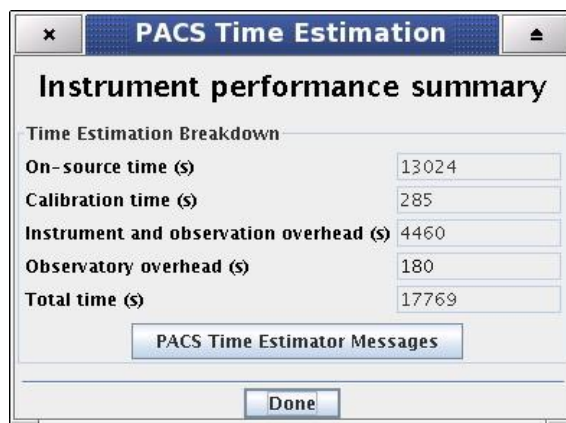 PACS Time Estimation
Instrument performance summary
Time Estimation Breakdown
On-source time (s) 13024
Calibration time (s) 285
Instrument and observation overhead (s) 4460
Observatory overhead (s) 180
Total time (s) 17769
PACS Time Estimator Messages
Done